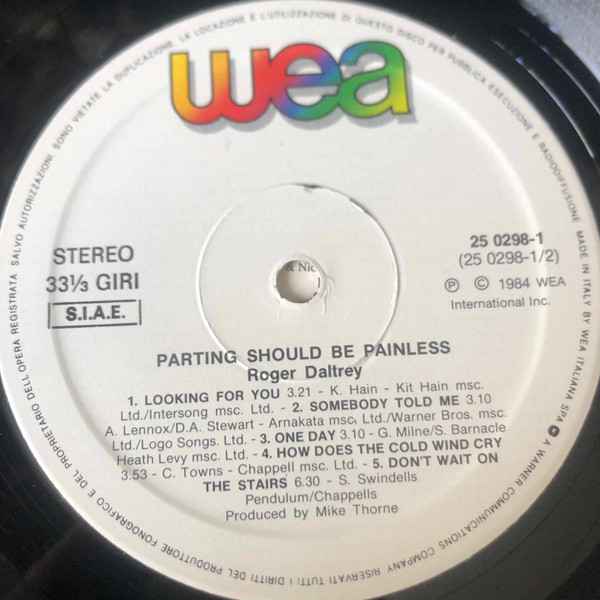 wea
SONO VIETATE LA DUPLICAZIONE, LA LOCAZIONE E L'UTILIZZAZIONE DI QUESTO DISCO PER PUBBLICA ESECUZIONE E RADIODIFFUSIONE. MADE IN ITALY BY WEA ITALIANA SPA
A WARNER COMMUNICATIONS COMPANY
RISERVATI TUTTI I DIRITTI DEL PRODUTTORE FONOGRAFICO E DEL PROPRIETARIO DELL'OPERA REGISTRATA SALVO AUTORIZZAZIONI.
STEREO
33⅓ GIRI
S.I.A.E.
25 0298-1
(25 0298-1/2)
Ⓟ © 1984 WEA
International Inc.
& Nic
PARTING SHOULD BE PAINLESS
Roger Daltrey
1. LOOKING FOR YOU 3.21 - K. Hain - Kit Hain msc.
Ltd./Intersong msc. Ltd. - 2. SOMEBODY TOLD ME 3.10
A. Lennox/D.A. Stewart - Arnakata msc. Ltd./Warner Bros. msc.
Ltd./Logo Songs. Ltd. - 3. ONE DAY 3.10 - G. Milne/S. Barnacle
Heath Levy msc. Ltd. - 4. HOW DOES THE COLD WIND CRY
3.53 - C. Towns - Chappell msc. Ltd. - 5. DON'T WAIT ON
THE STAIRS 6.30 - S. Swindells
Pendulum/Chappells
Produced by Mike Thorne